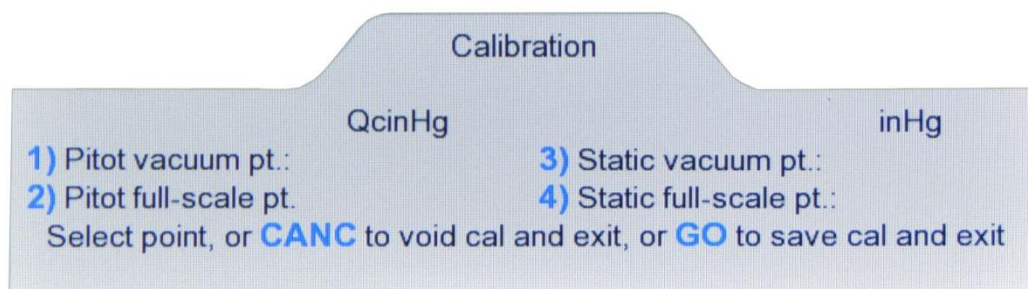 Calibration
QcinHg inHg
1) Pitot vacuum pt.: 3) Static vacuum pt.:
2) Pitot full-scale pt. 4) Static full-scale pt.:
Select point, or CANC to void cal and exit, or GO to save cal and exit